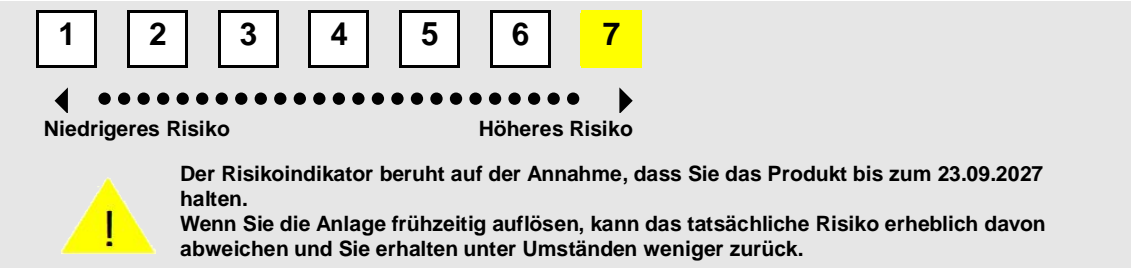 1 2 3 4 5 6 7
Niedrigeres Risiko Höheres Risiko
Der Risikoindikator beruht auf der Annahme, dass Sie das Produkt bis zum 23.09.2027
halten.
Wenn Sie die Anlage frühzeitig auflösen, kann das tatsächliche Risiko erheblich davon
abweichen und Sie erhalten unter Umständen weniger zurück.
!